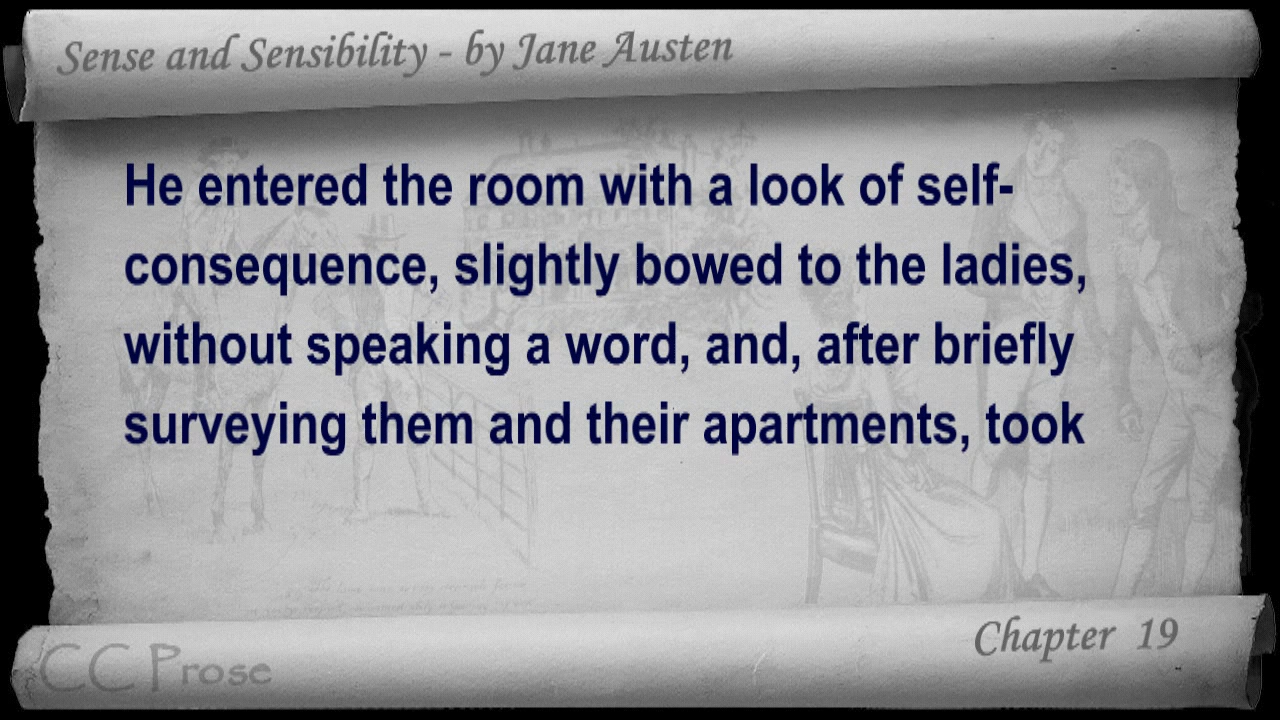 Sense and Sensibility - by Jane Austen
He entered the room with a look of self-
consequence, slightly bowed to the ladies,
without speaking a word, and, after briefly
surveying them and their apartments, took
Chapter 19
CC Prose